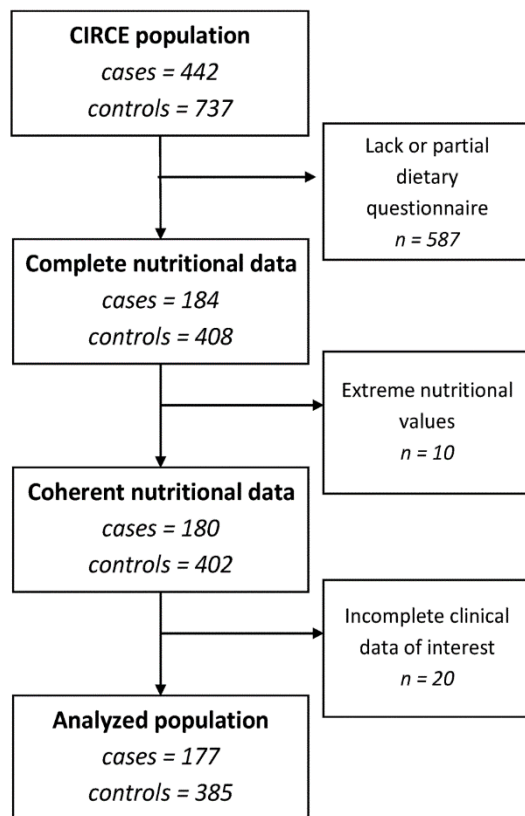 CIRCE population
cases = 442
controls = 737
Lack or partial
dietary
questionnaire
n = 587
Complete nutritional data
cases = 184
controls = 408
Extreme nutritional
values
n = 10
Coherent nutritional data
cases = 180
controls = 402
Incomplete clinical
data of interest
n = 20
Analyzed population
cases = 177
controls = 385